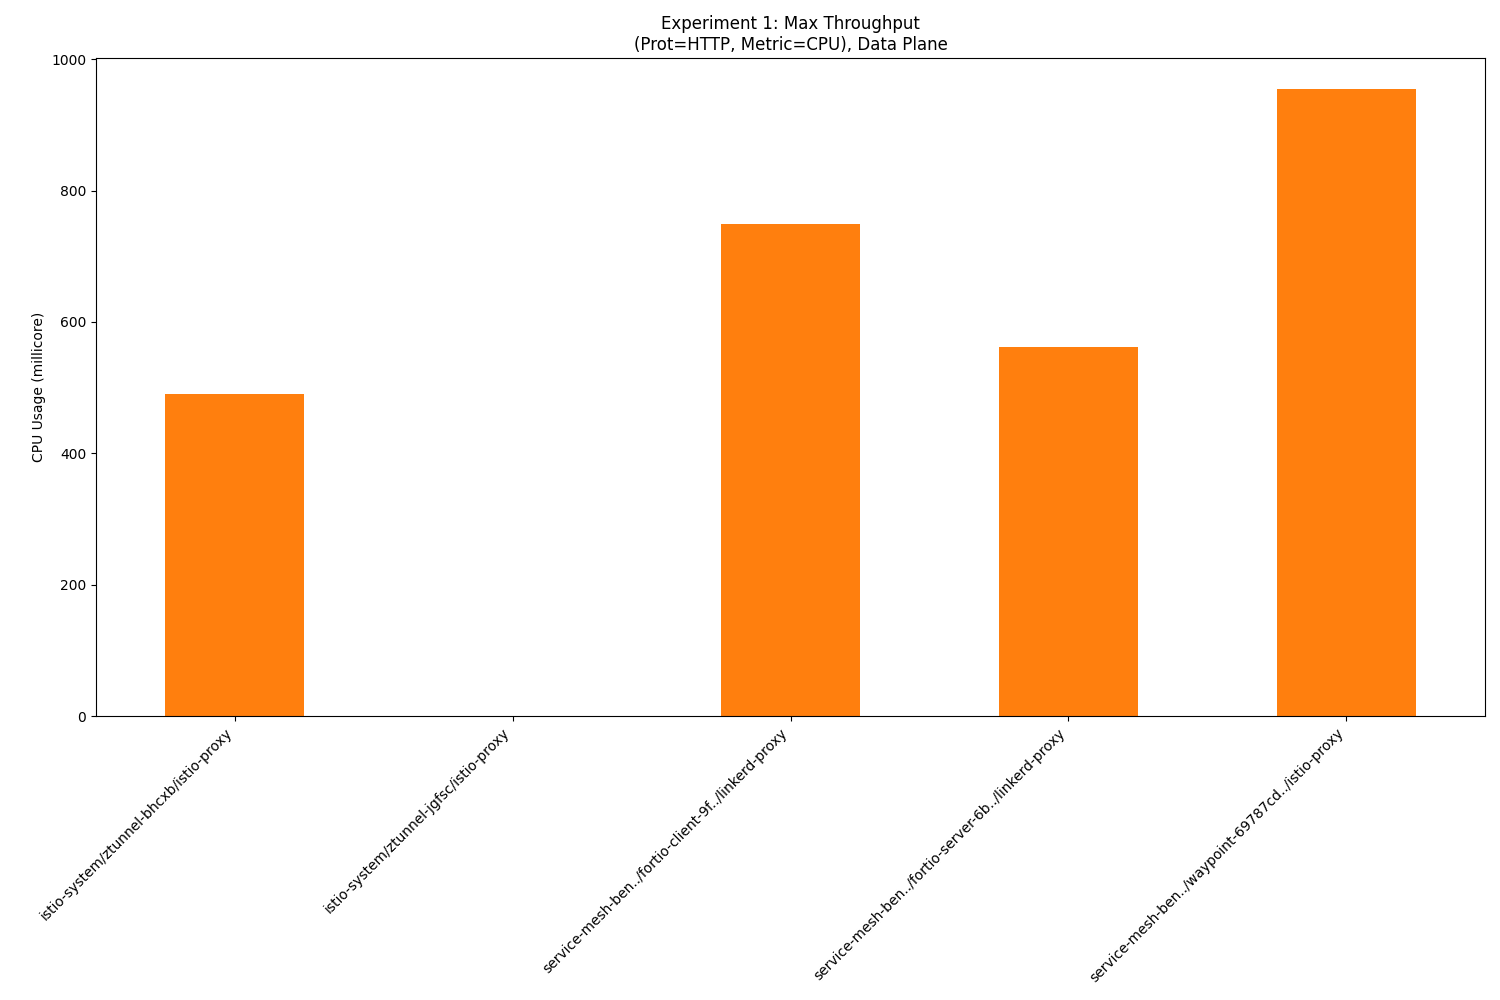 Experiment 1: Max Throughput
(Prot=HTTP, Metric=CPU), Data Plane
CPU Usage (millicore)
1000
800
600
400
200
0
istio-system/ztunnel-bhcxb/istio-proxy
istio-system/ztunnel-jgfsc/istio-proxy
service-mesh-ben../fortio-client-9f../linkerd-proxy
service-mesh-ben../fortio-server-6b../linkerd-proxy
service-mesh-ben../waypoint-69787cd../istio-proxy